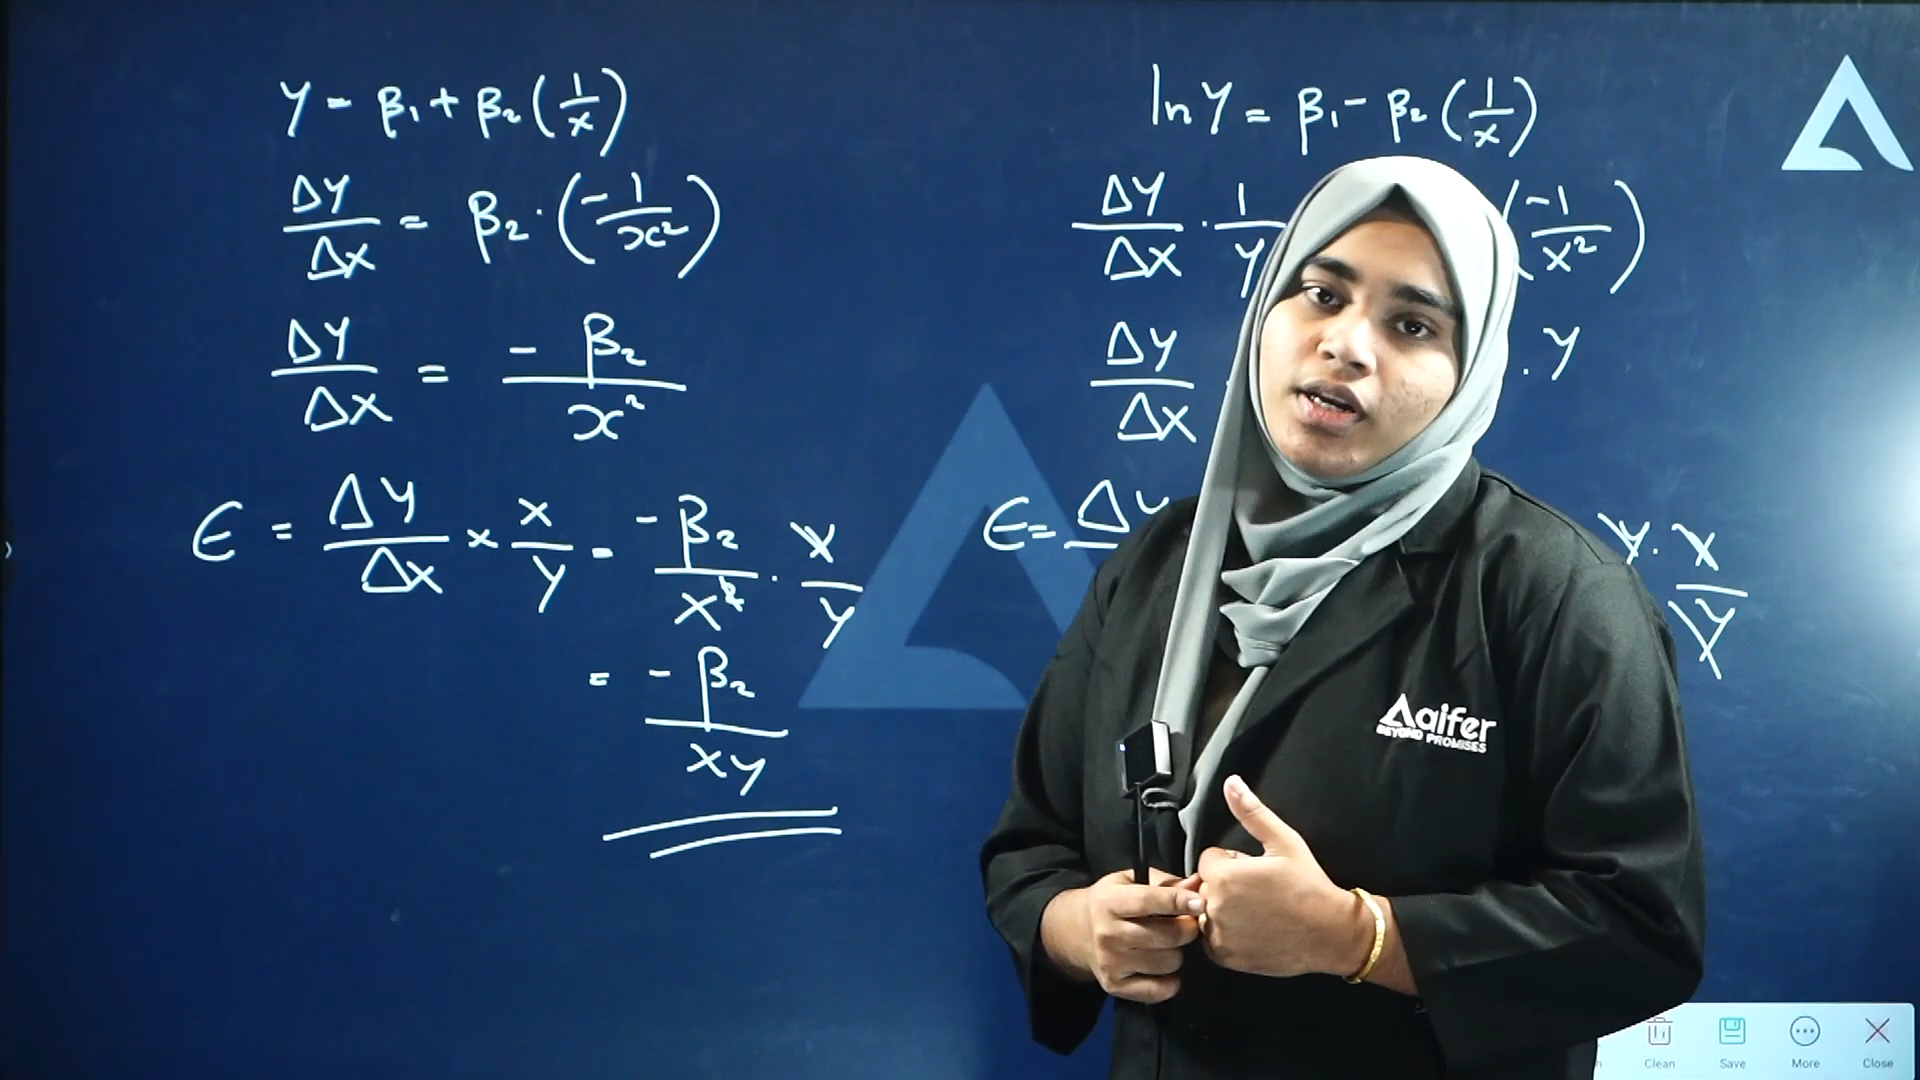 Y = β₁ + β₂ (1/x)
ΔY/ΔX = β₂ · (-1/x²)
ΔY/ΔX = -β₂/x²
ϵ = ΔY/ΔX × x/y = -β₂/x² · x/y
= -β₂/xy
ln Y = β₁ - β₂ (1/x)
ΔY/ΔX · 1/Y (-1/x²)
ΔY/ΔX . Y
ϵ = ΔY y · x/y
Aaifer
BEYOND PROMISES
Clean Save More Close